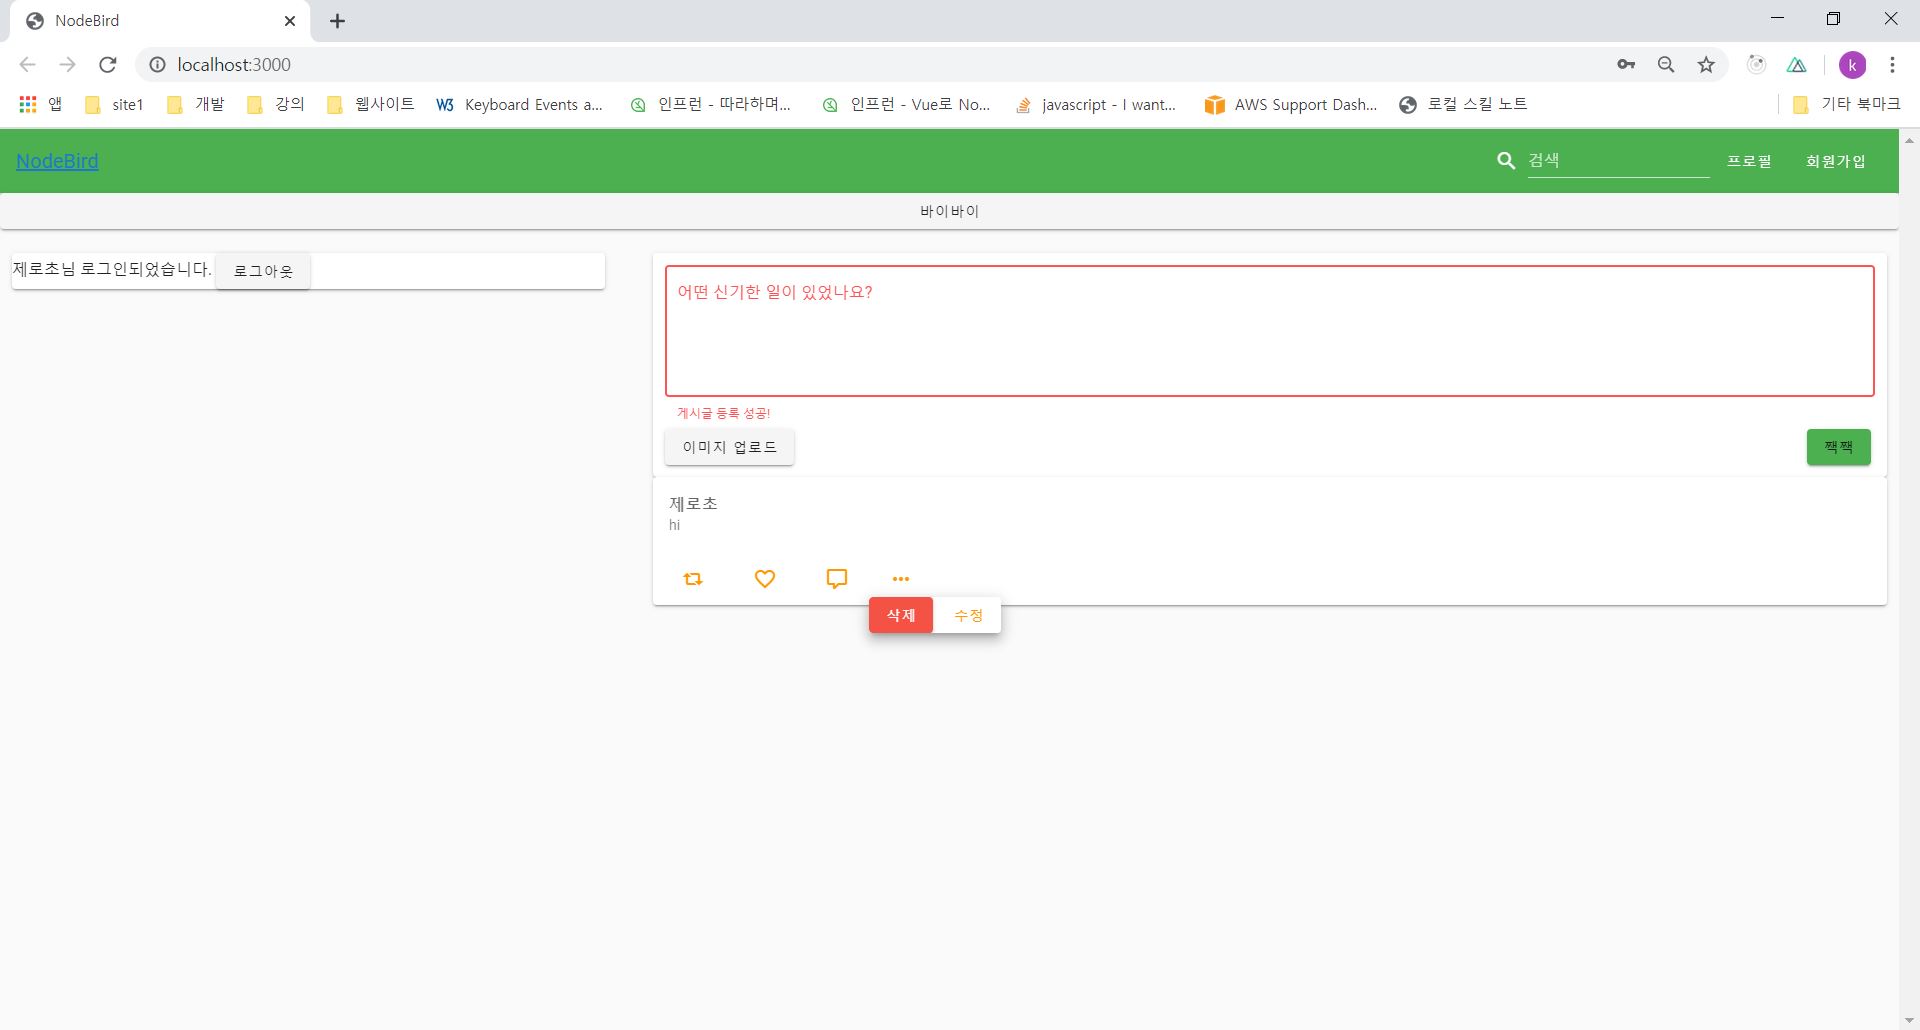 NodeBird
localhost:3000
k
앱 site1 개발 강의 웹사이트 W3 Keyboard Events a... 인프런 - 따라하며... 인프런 - Vue로 No... javascript - I want... AWS Support Dash... 로컬 스킬 노트 기타 북마크
NodeBird 검색 프로필 회원가입
바이바이
제로초님 로그인되었습니다. 로그아웃
어떤 신기한 일이 있었나요?
게시글 등록 성공!
이미지 업로드 짹짹
제로초
hi
삭제 수정